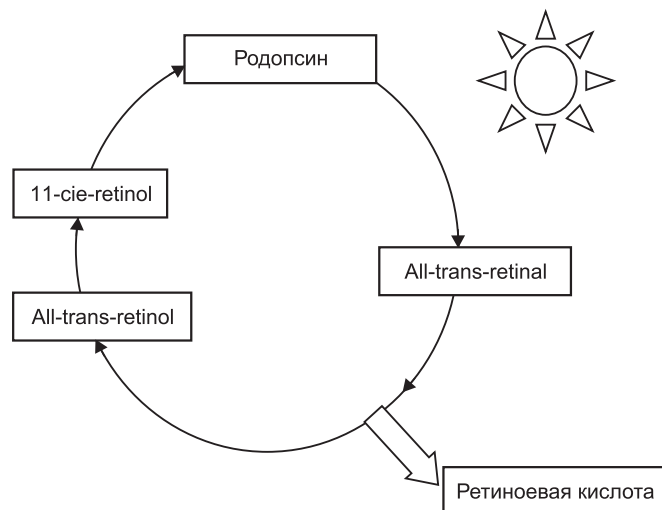 Родопсин
11-cie-retinol
All-trans-retinal
All-trans-retinol
Ретиноевая кислота